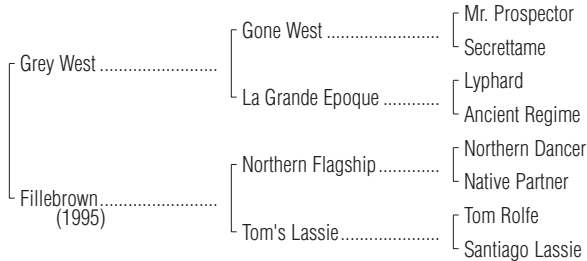 Mr. Prospector
Gone West ........................
Secrettame
Grey West ........................
Lyphard
La Grande Epoque ............
Ancient Regime
Northern Dancer
Northern Flagship .............
Native Partner
Fillebrown........................
(1995)
Tom Rolfe
Tom's Lassie.....................
Santiago Lassie